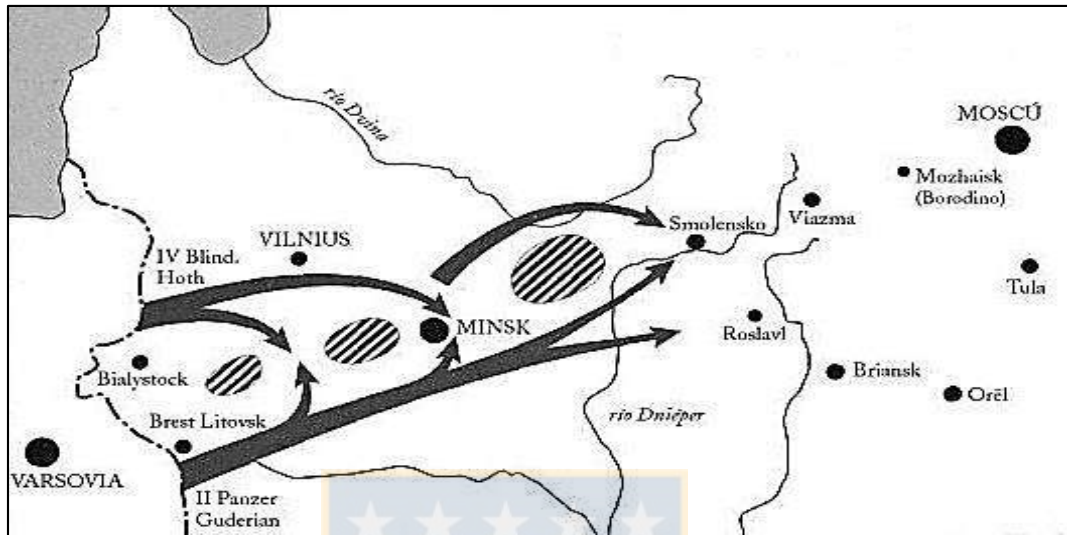 río Dvina
MOSCÚ
Mozhaisk
(Borodino)
Smolensko
Viazma
VILNIUS
IV Blind.
Hoth
Tula
MINSK
Roslavl
Bialystock
Briansk
Orël
Brest Litovsk
río Dniéper
VARSOVIA
II Panzer
Guderian